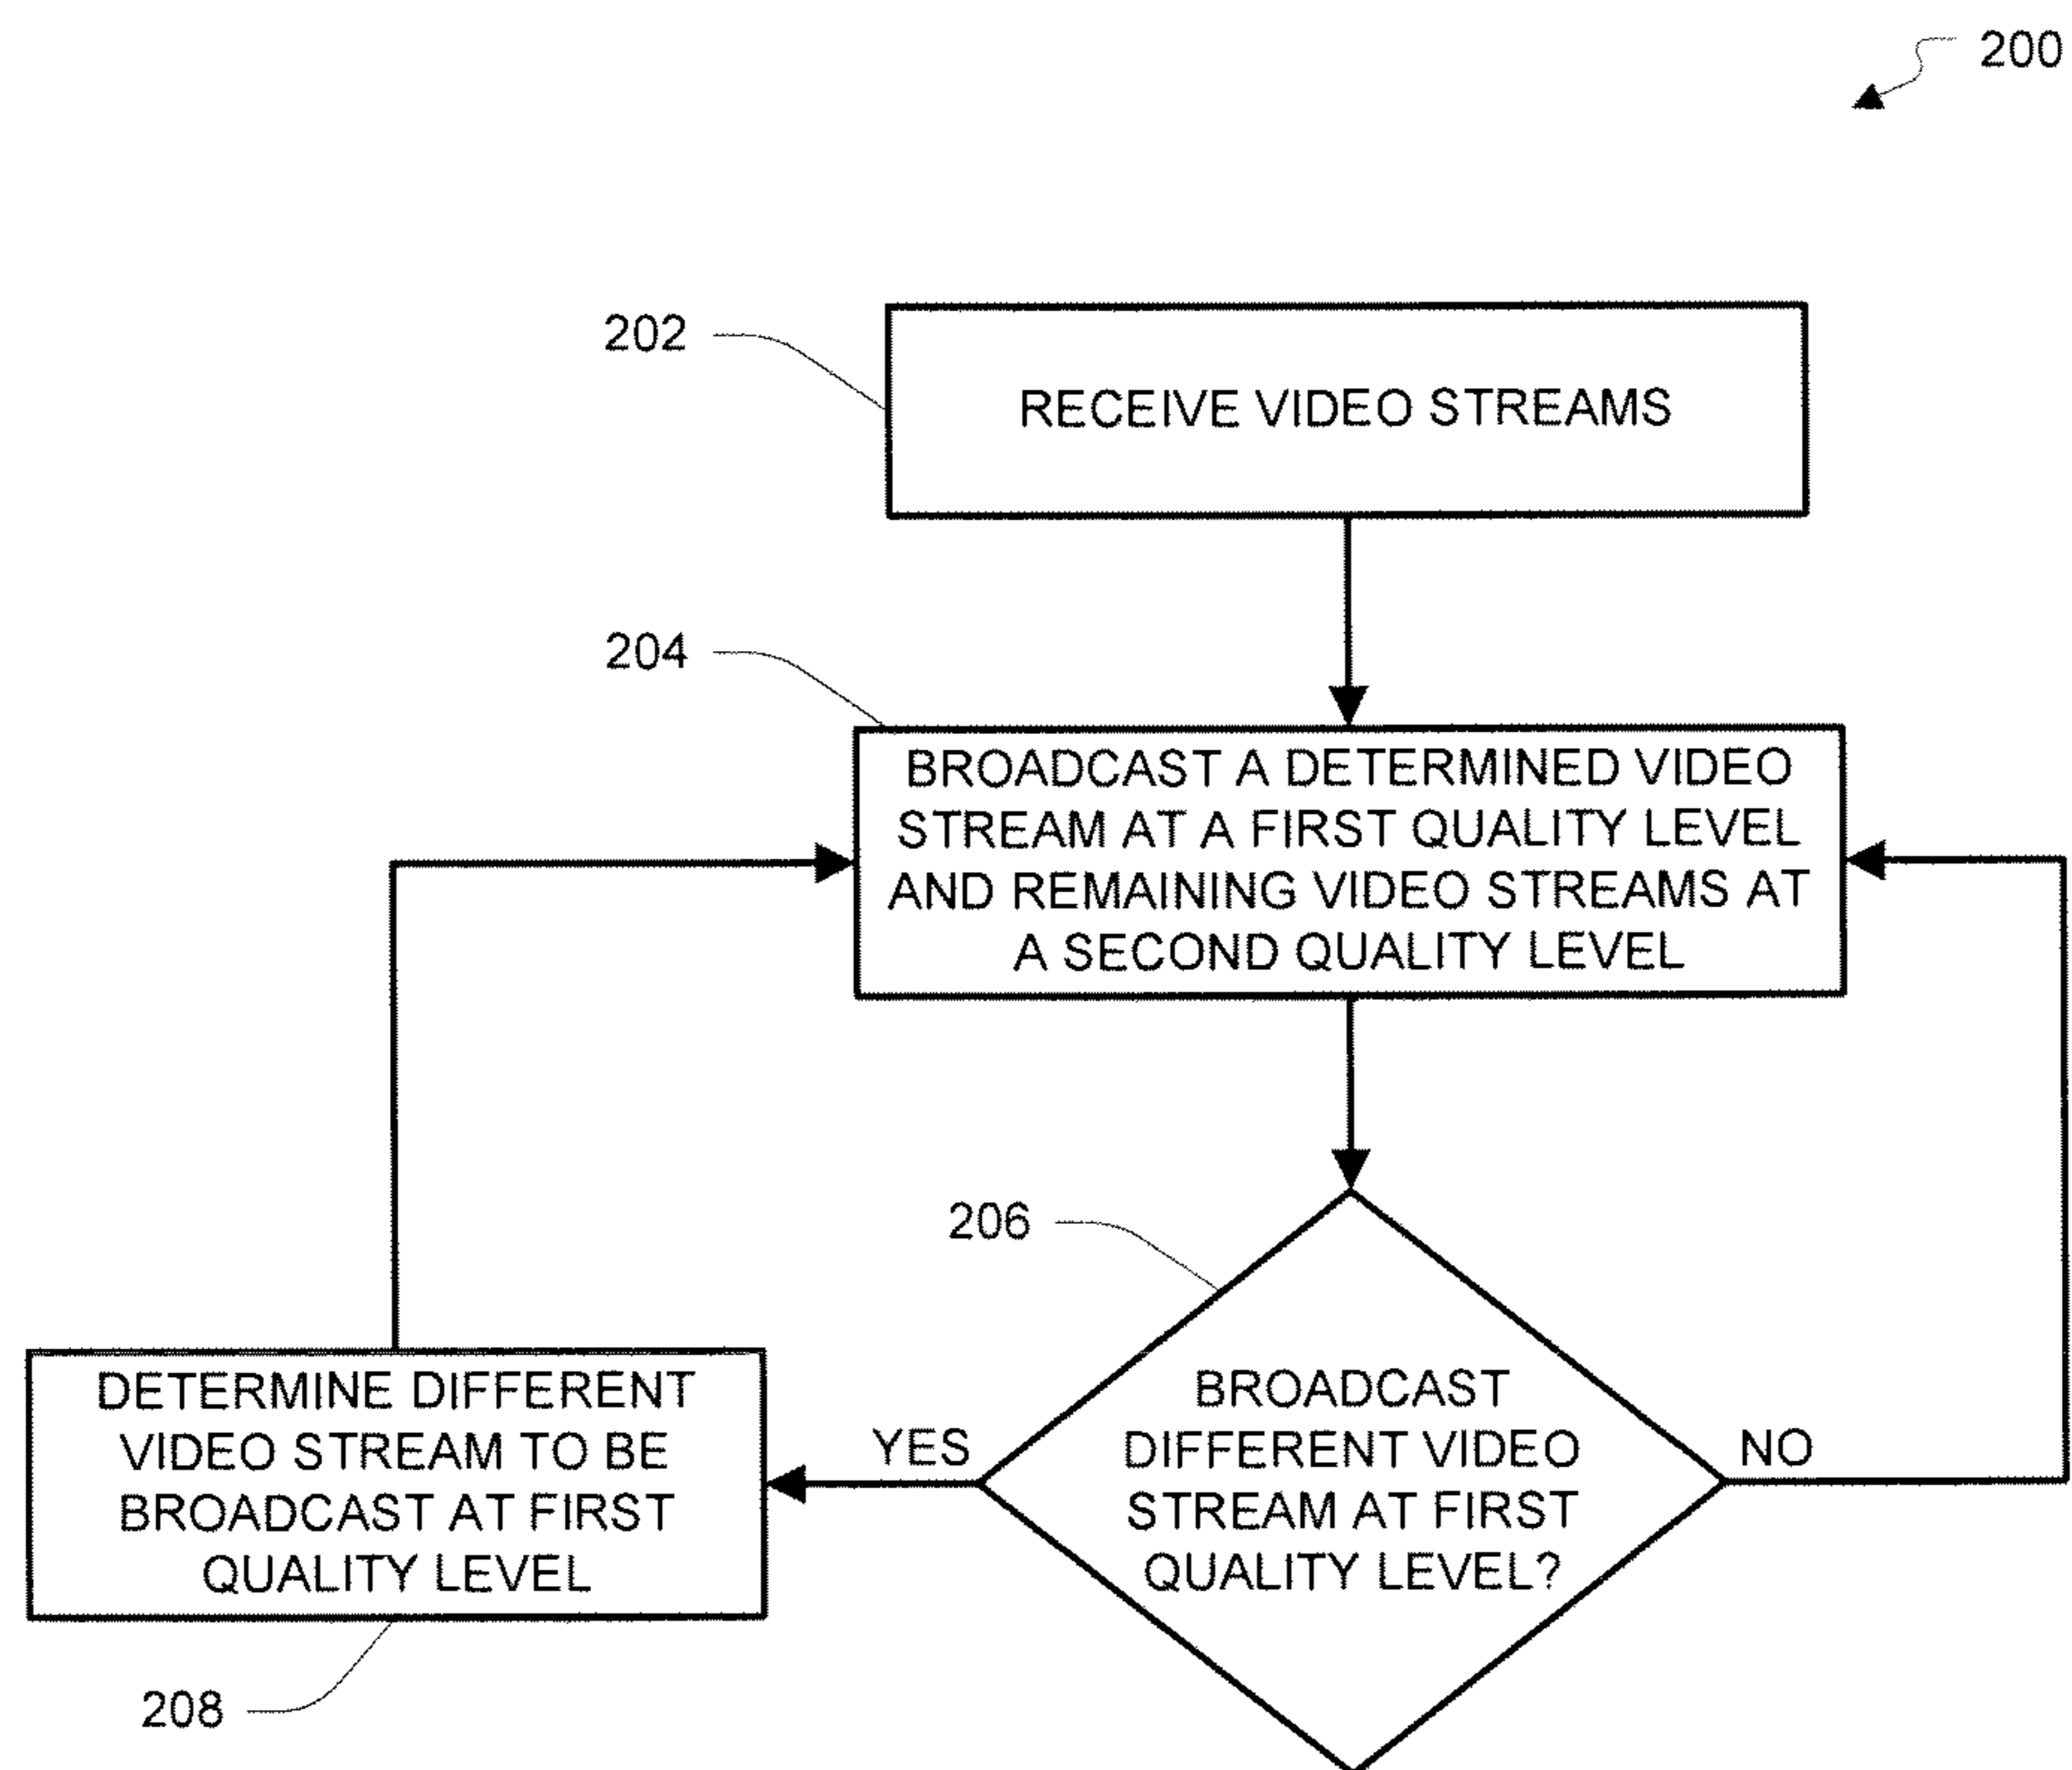 200
202
RECEIVE VIDEO STREAMS
204
BROADCAST A DETERMINED VIDEO
STREAM AT A FIRST QUALITY LEVEL
AND REMAINING VIDEO STREAMS AT
A SECOND QUALITY LEVEL
206
BROADCAST
DIFFERENT VIDEO
STREAM AT FIRST
QUALITY LEVEL?
YES
NO
DETERMINE DIFFERENT
VIDEO STREAM TO BE
BROADCAST AT FIRST
QUALITY LEVEL
208